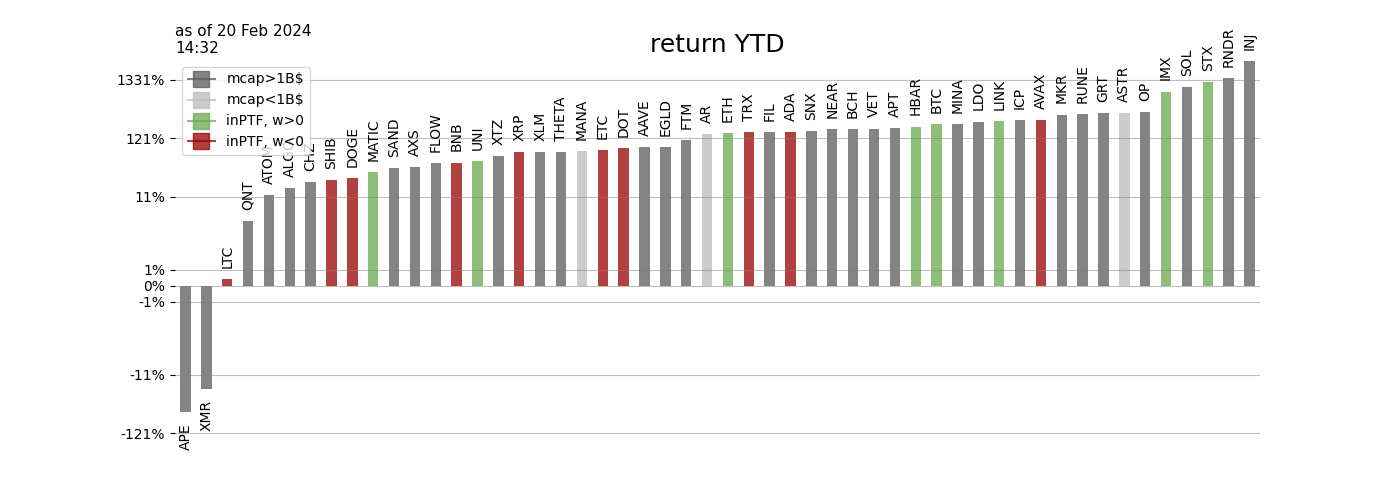 as of 20 Feb 2024
14:32
return YTD
mcap>1B$
mcap<1B$
inPTF, w>0
inPTF, w<0
1331%
121%
11%
1%
0%
-1%
-11%
-121%
APE
XMR
LTC
QNT
ATOM
ALGO
CHZ
SHIB
DOGE
MATIC
SAND
AXS
FLOW
BNB
UNI
XTZ
XRP
XLM
THETA
MANA
ETC
DOT
AAVE
EGLD
FTM
AR
ETH
TRX
FIL
ADA
SNX
NEAR
BCH
VET
APT
HBAR
BTC
MINA
LDO
LINK
ICP
AVAX
MKR
RUNE
GRT
ASTR
OP
IMX
SOL
STX
RNDR
INJ